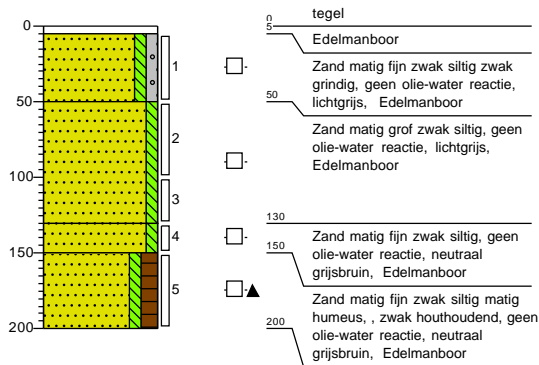 0
50
100
150
200
1
2
3
4
5
0
tegel
5
Edelmanboor
Zand matig fijn zwak siltig zwak
grindig, geen olie-water reactie,
lichtgrijs, Edelmanboor
50
Zand matig grof zwak siltig, geen
olie-water reactie, lichtgrijs,
Edelmanboor
130
Zand matig fijn zwak siltig, geen
olie-water reactie, neutraal
grijsbruin, Edelmanboor
150
Zand matig fijn zwak siltig matig
humeus, , zwak houthoudend, geen
olie-water reactie, neutraal
grijsbruin, Edelmanboor
200